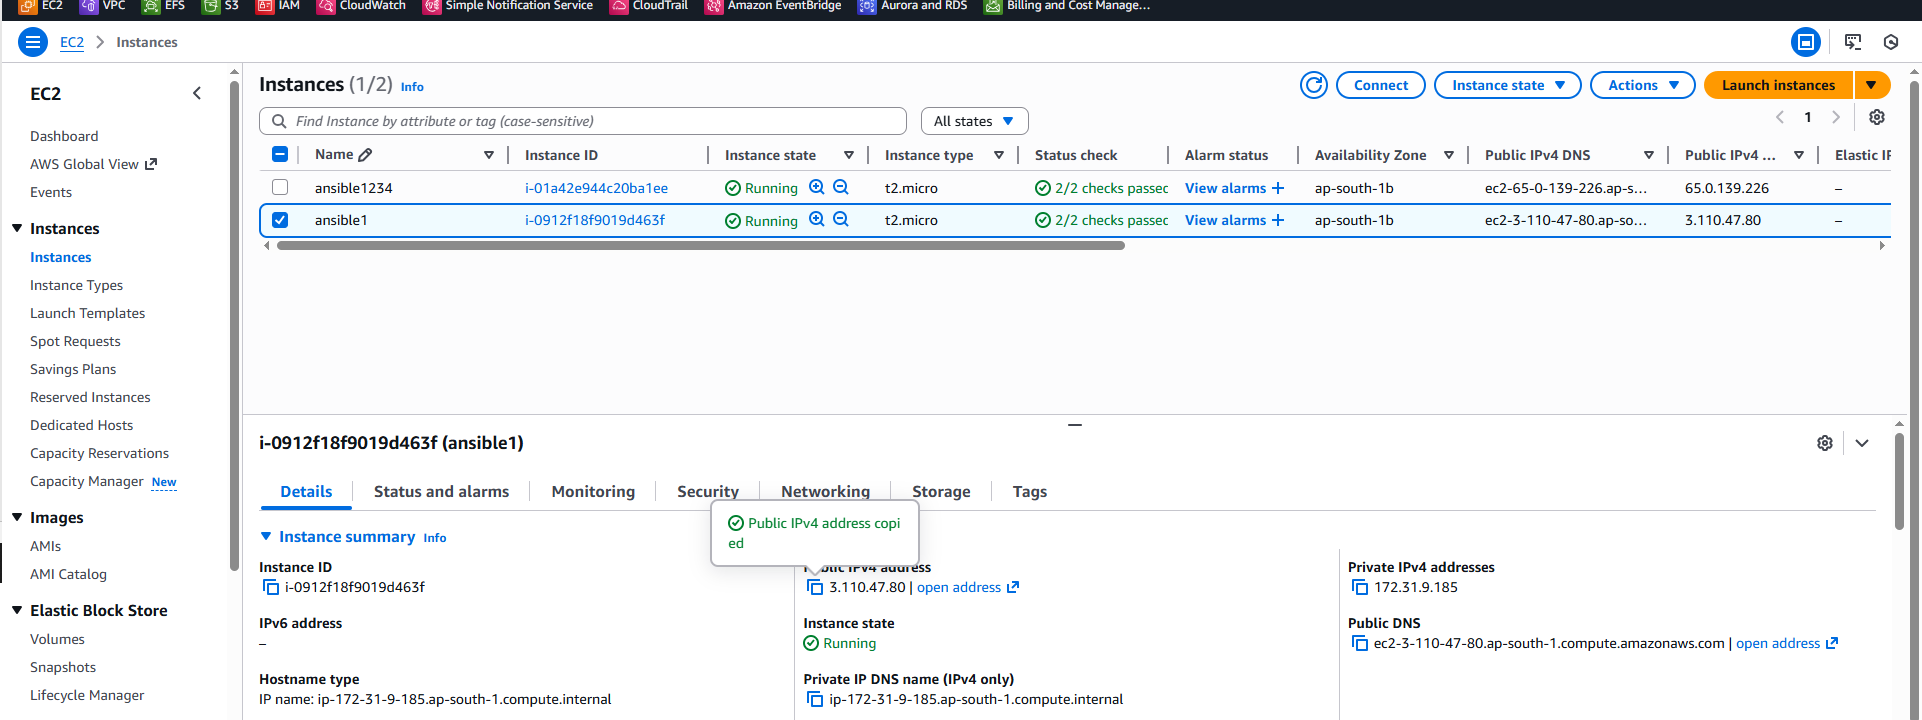 EC2 VPC EFS S3 IAM CloudWatch Simple Notification Service CloudTrail Amazon EventBridge Aurora and RDS Billing and Cost Manage...
EC2 > Instances
EC2
Dashboard
AWS Global View
Events
Instances
Instances
Instance Types
Launch Templates
Spot Requests
Savings Plans
Reserved Instances
Dedicated Hosts
Capacity Reservations
Capacity Manager New
Images
AMIs
AMI Catalog
Elastic Block Store
Volumes
Snapshots
Lifecycle Manager
Instances (1/2) Info
Connect
Instance state
Actions
Launch instances
Find Instance by attribute or tag (case-sensitive)
All states
1
Name Instance ID Instance state Instance type Status check Alarm status Availability Zone Public IPv4 DNS Public IPv4 ... Elastic IP
ansible1234 i-01a42e944c20ba1ee Running t2.micro 2/2 checks passec View alarms + ap-south-1b ec2-65-0-139-226.ap-s... 65.0.139.226 –
ansible1 i-0912f18f9019d463f Running t2.micro 2/2 checks passec View alarms + ap-south-1b ec2-3-110-47-80.ap-so... 3.110.47.80 –
i-0912f18f9019d463f (ansible1)
Details Status and alarms Monitoring Security Networking Storage Tags
Public IPv4 address copi
ed
Instance summary Info
Instance ID
i-0912f18f9019d463f
Public IPv4 address
3.110.47.80 | open address
Private IPv4 addresses
172.31.9.185
IPv6 address
–
Instance state
Running
Public DNS
ec2-3-110-47-80.ap-south-1.compute.amazonaws.com | open address
Hostname type
IP name: ip-172-31-9-185.ap-south-1.compute.internal
Private IP DNS name (IPv4 only)
ip-172-31-9-185.ap-south-1.compute.internal